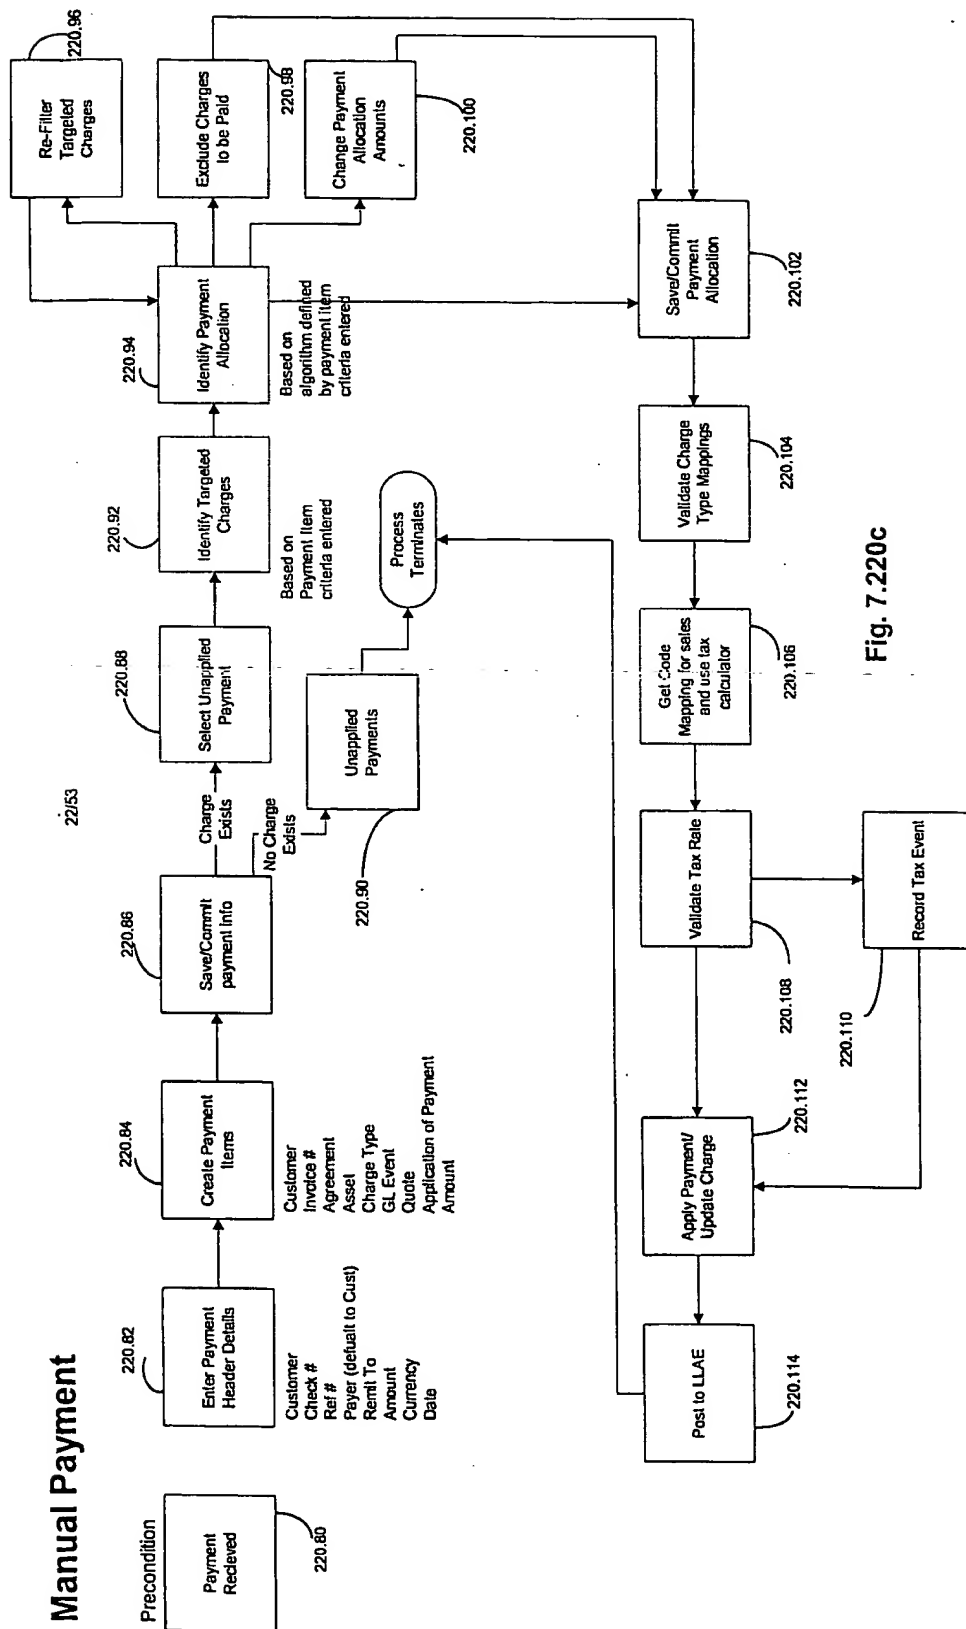 22/53
Manual Payment
Precondition
Payment
Recieved
220.80
220.82
Enter Payment
Header Details
Customer
Check #
Ref #
Payer (defualt to Cust)
Remit To
Amount
Currency
Date
220.84
Create Payment
Items
Customer
Invoice #
Agreement
Asset
Charge Type
GL Event
Quote
Application of Payment
Amount
220.86
Save/Commit
payment Info
Charge
Exists
No Charge
Exists
220.88
Select Unapplied
Payment
220.90
Unapplied
Payments
Process
Terminates
220.92
Identify Targeted
Charges
Based on
Payment Item
criteria entered
220.94
Identify Payment
Allocation
Based on
algorithm defined
by payment item
criteria entered
220.96
Re-Filter
Targeted
Charges
220.98
Exclude Charges
to be Paid
220.100
Change Payment
Allocation
Amounts
220.102
Save/Commit
Payment
Allocation
220.104
Validate Charge
Type Mappings
220.106
Get Code
Mapping for sales
and use tax
calculator
220.108
Validate Tax Rate
220.110
Record Tax Event
220.112
Apply Payment/
Update Charge
220.114
Post to LLAE
Fig. 7.220c